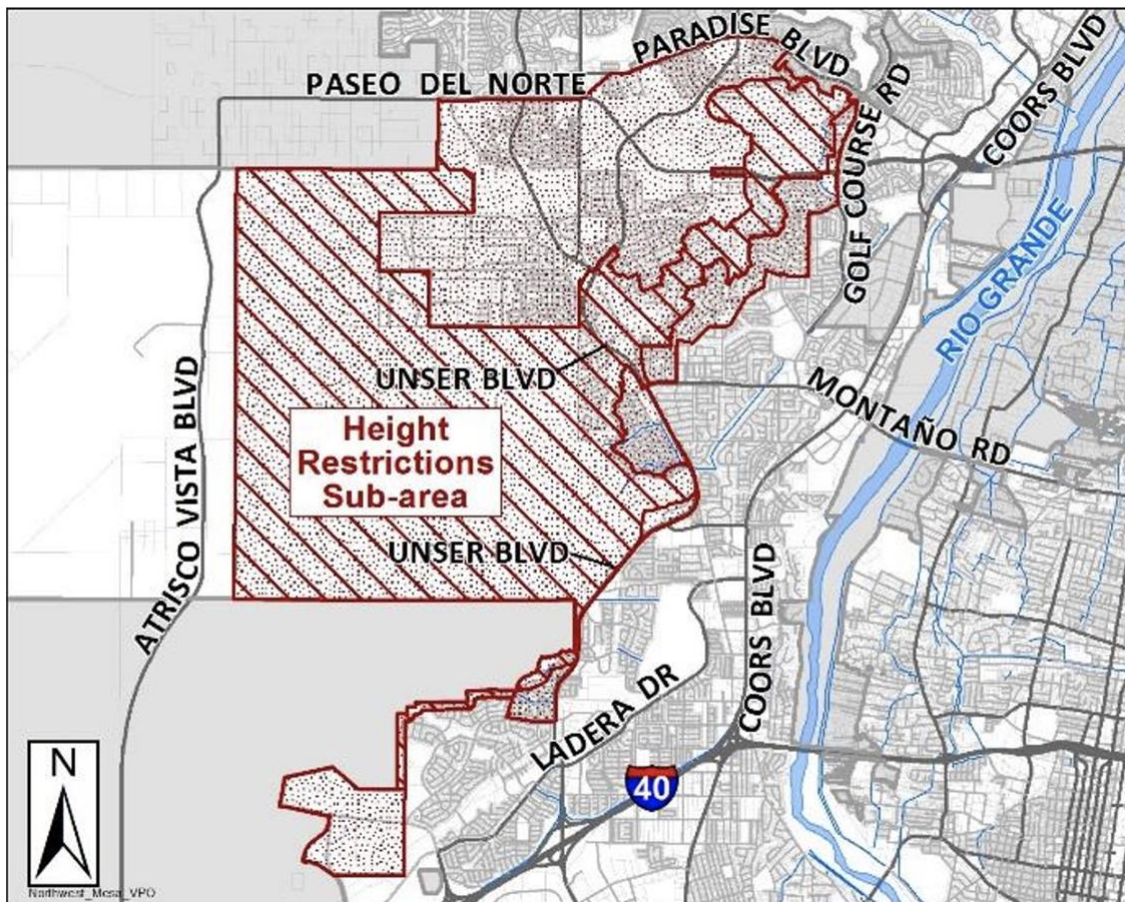 PARADISE BLVD
PASEO DEL NORTE
COORS BLVD
GOLF COURSE RD
RIO GRANDE
UNSER BLVD
MONTAÑO RD
ATRISCO VISTA BLVD
Height
Restrictions
Sub-area
UNSER BLVD
COORS BLVD
LADERA DR
40
N
Northwest_Mesa_VPO